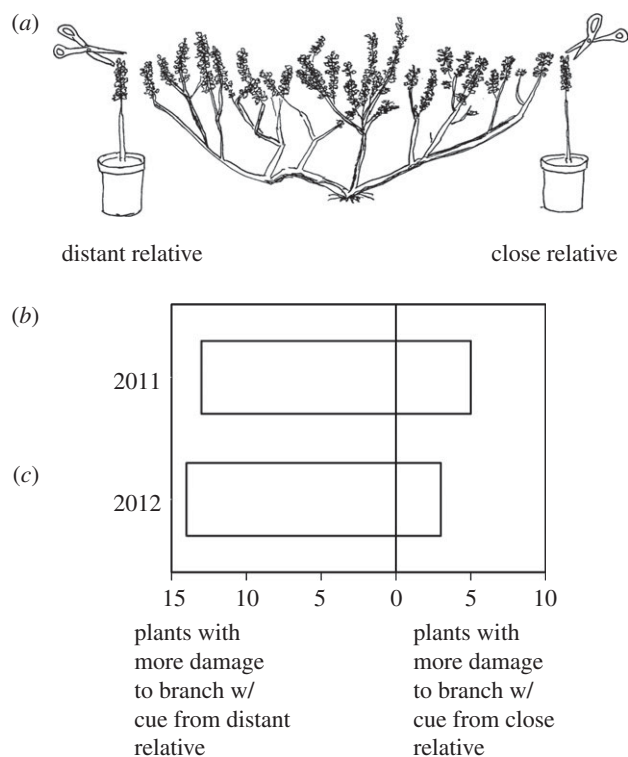 (a)
distant relative
close relative
(b)
2011
(c)
2012
15 10 5 0 5 10
plants with
more damage
to branch w/
cue from distant
relative
plants with
more damage
to branch w/
cue from close
relative